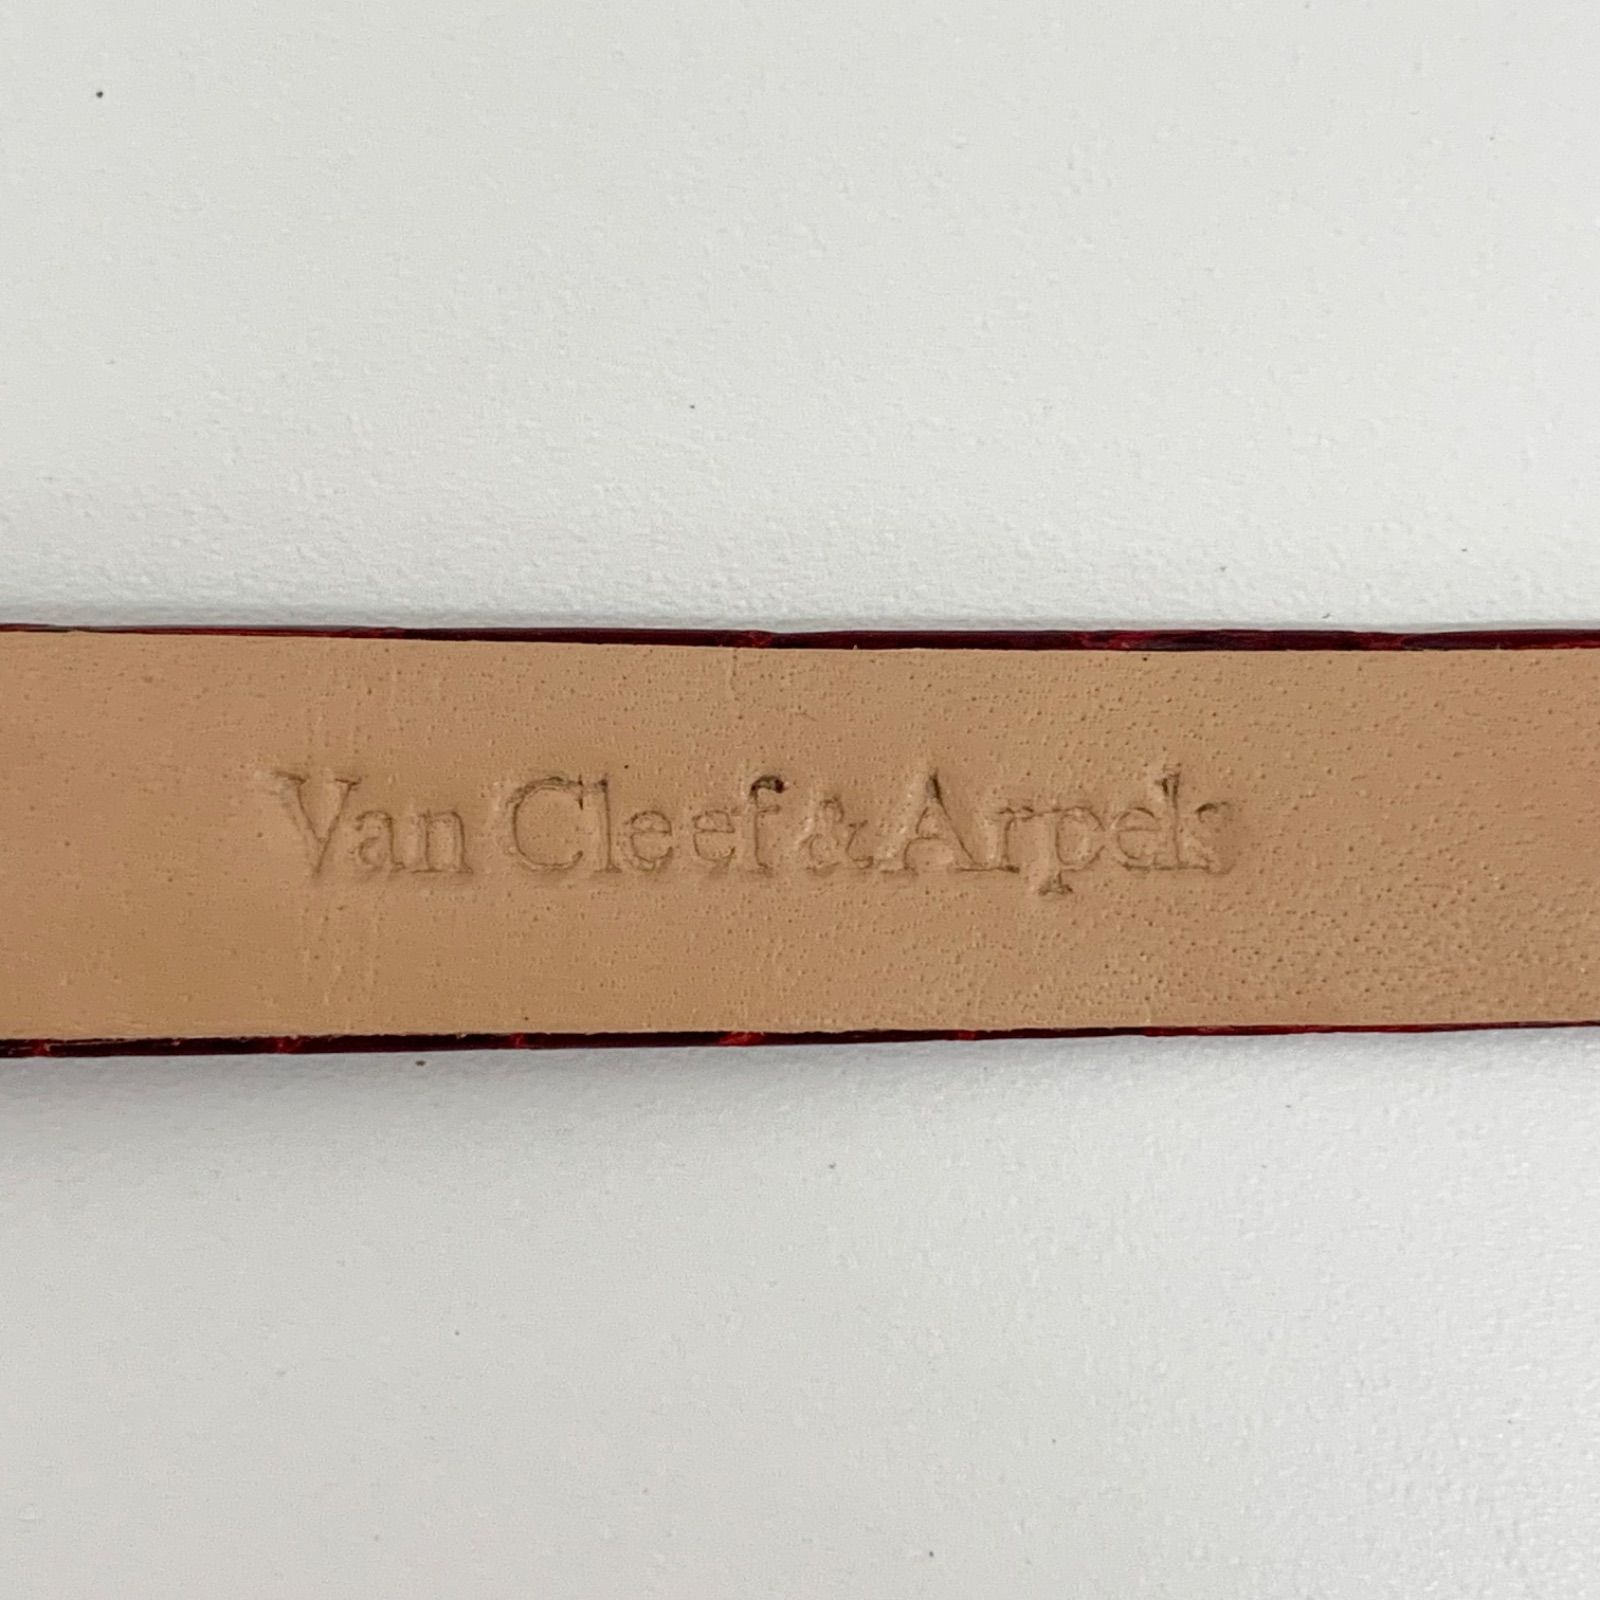 Van Cleef & Arpels